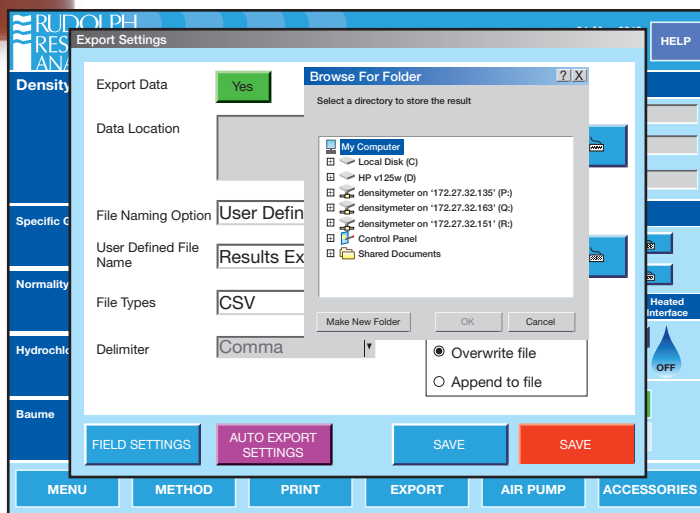 RUDOLPH
RES
ANA
HELP
Export Settings
Density
Specific G
Normality
Hydrochlo
Baume
Export Data
Yes
Data Location
File Naming Option
User Defin
User Defined File
Name
Results Ex
File Types
CSV
Delimiter
Comma
Browse For Folder
? X
Select a directory to store the result
My Computer
Local Disk (C)
HP v125w (D)
densitymeter on '172.27.32.135' (P:)
densitymeter on '172.27.32.163' (Q:)
densitymeter on '172.27.32.151' (R:)
Control Panel
Shared Documents
Make New Folder
OK
Cancel
Overwrite file
Append to file
Heated
Interface
OFF
FIELD SETTINGS
AUTO EXPORT
SETTINGS
SAVE
SAVE
MENU
METHOD
PRINT
EXPORT
AIR PUMP
ACCESSORIES